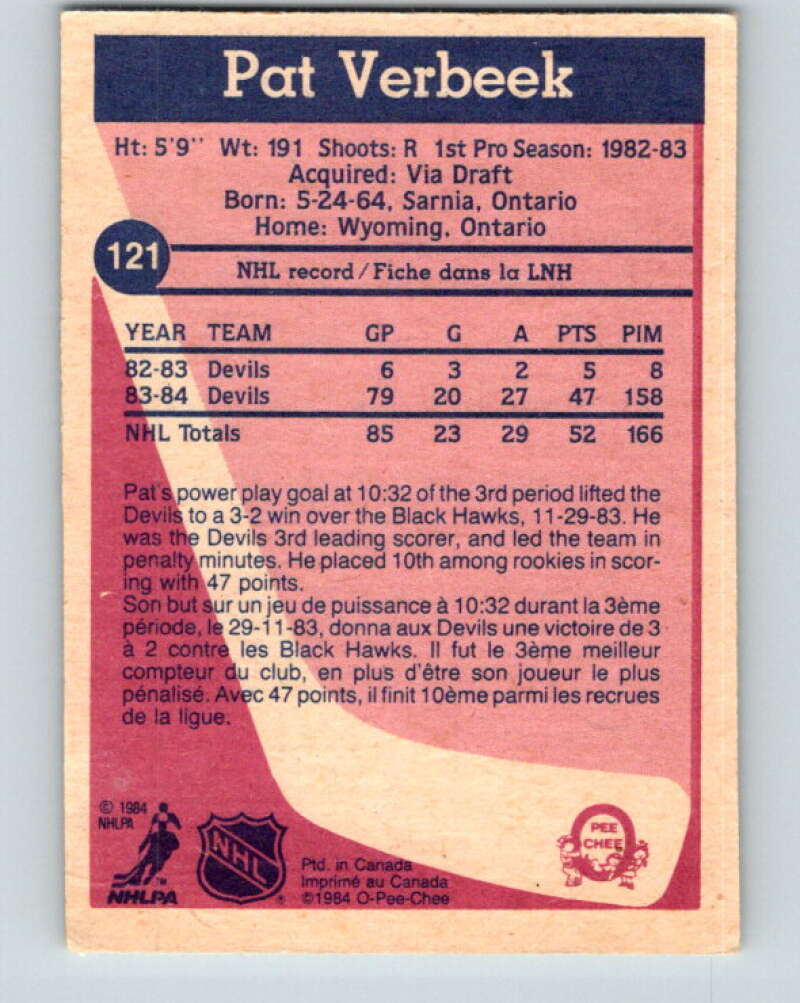 Pat Verbeek
Ht: 5'9'' Wt: 191 Shoots: R 1st Pro Season: 1982-83
Acquired: Via Draft
Born: 5-24-64, Sarnia, Ontario
Home: Wyoming, Ontario
121
NHL record/Fiche dans la LNH
YEAR TEAM GP G A PTS PIM
82-83 Devils 6 3 2 5 8
83-84 Devils 79 20 27 47 158
NHL Totals 85 23 29 52 166
Pat's power play goal at 10:32 of the 3rd period lifted the
Devils to a 3-2 win over the Black Hawks, 11-29-83. He
was the Devils 3rd leading scorer, and led the team in
penalty minutes. He placed 10th among rookies in scor-
ing with 47 points.
Son but sur un jeu de puissance à 10:32 durant la 3ème
période, le 29-11-83, donna aux Devils une victoire de 3
à 2 contre les Black Hawks. Il fut le 3ème meilleur
compteur du club, en plus d'être son joueur le plus
pénalisé. Avec 47 points, il finit 10ème parmi les recrues
de la ligue.
© 1984
NHLPA
NHLPA
TM
NHL
®
Ptd. in Canada
Imprimé au Canada
©1984 O-Pee-Chee
PEE
CHEE